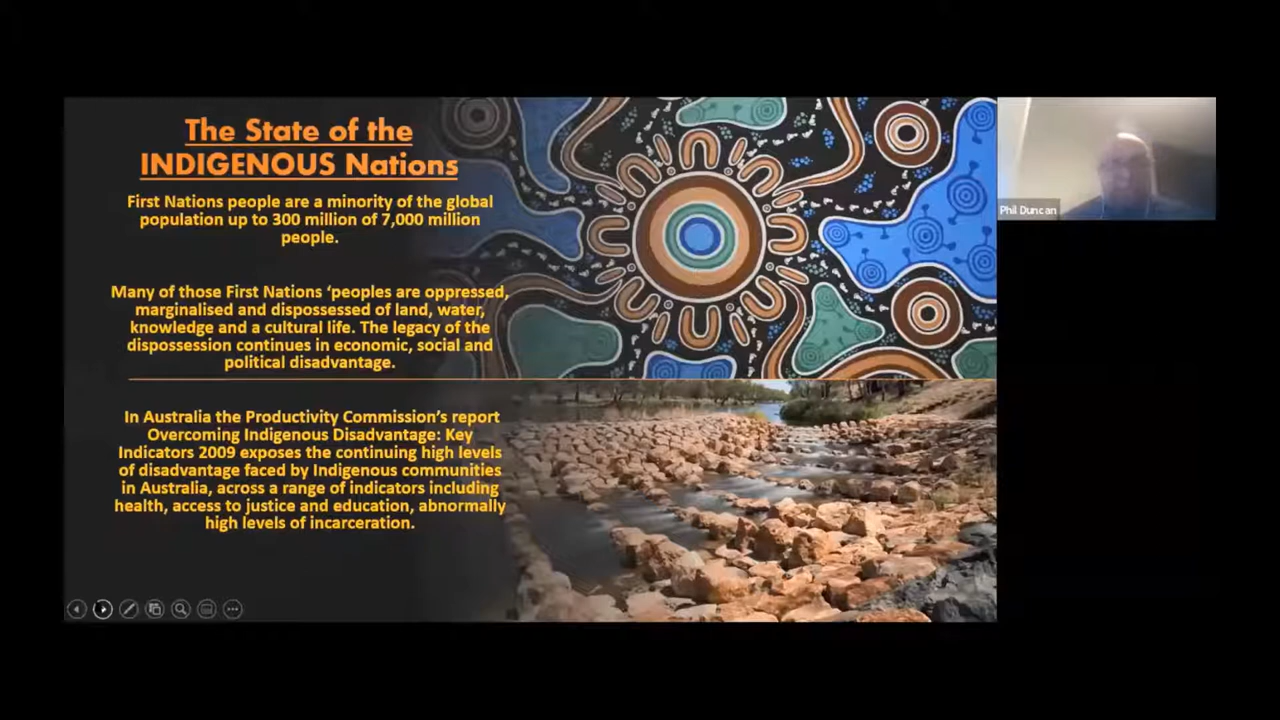 The State of the
INDIGENOUS Nations
First Nations people are a minority of the global
population up to 300 million of 7,000 million
people.
Many of those First Nations ‘peoples are oppressed,
marginalised and dispossessed of land, water,
knowledge and a cultural life. The legacy of the
dispossession continues in economic, social and
political disadvantage.
In Australia the Productivity Commission’s report
Overcoming Indigenous Disadvantage: Key
Indicators 2009 exposes the continuing high levels
of disadvantage faced by Indigenous communities
in Australia, across a range of indicators including
health, access to justice and education, abnormally
high levels of incarceration.
Phil Duncan